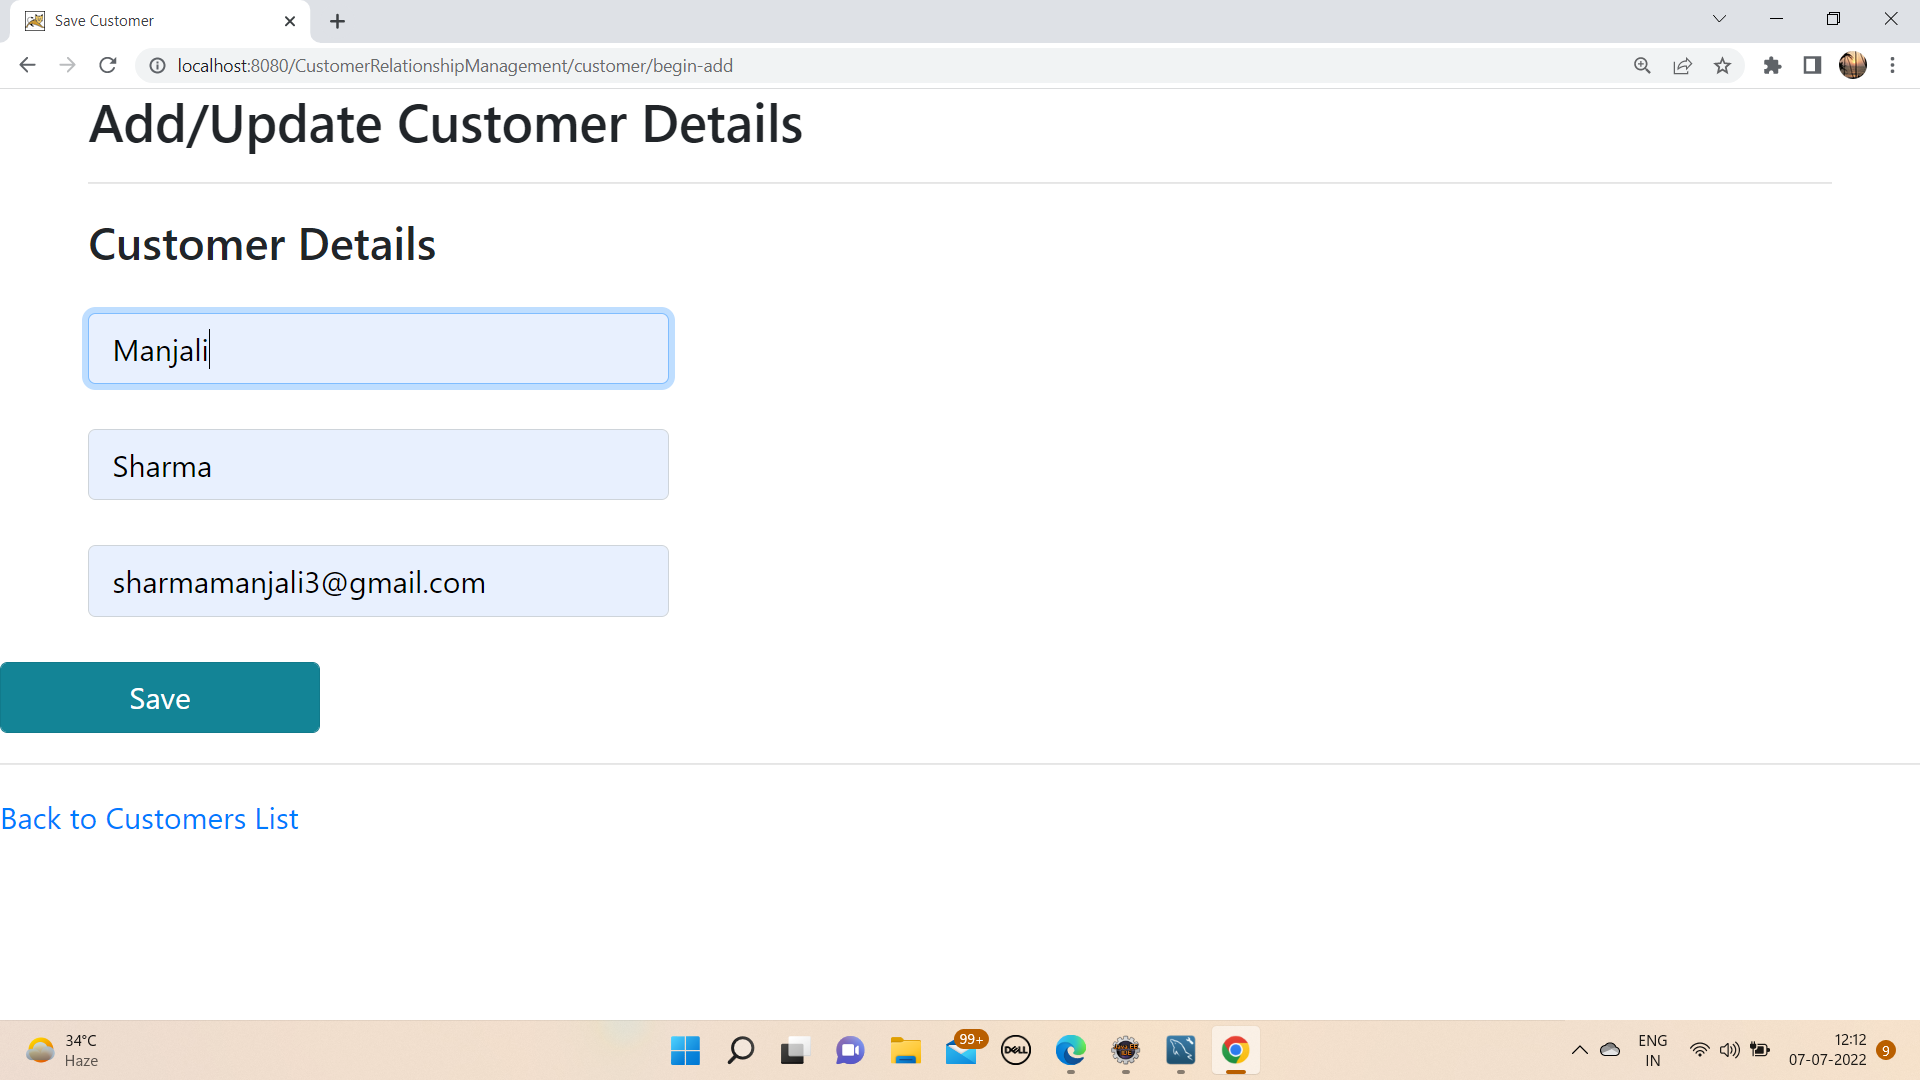 Save Customer
localhost:8080/CustomerRelationshipManagement/customer/begin-add
Add/Update Customer Details
Customer Details
Manjali
Sharma
sharmamanjali3@gmail.com
Save
Back to Customers List
34°C
Haze
99+
DELL
ENG
IN
12:12
07-07-2022
9